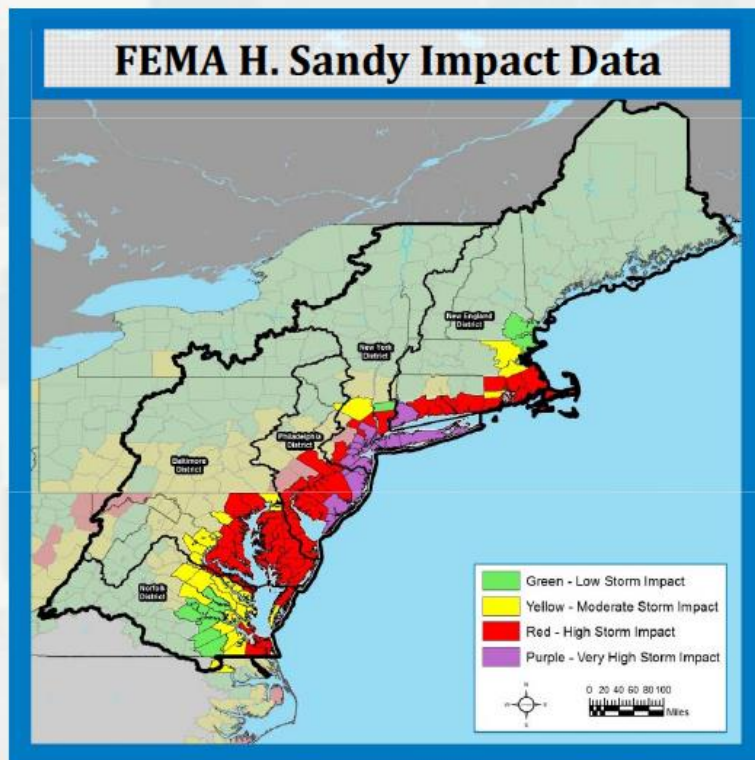 FEMA H. Sandy Impact Data
New England
District
New York
District
Philadelphia
District
Baltimore
District
Norfolk
District
Green - Low Storm Impact
Yellow - Moderate Storm Impact
Red - High Storm Impact
Purple - Very High Storm Impact
N
W
E
S
0 20 40 60 80 100
Miles